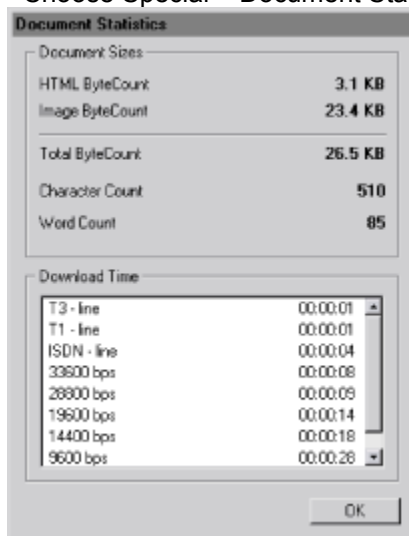 Choose Special
Document Sta
Document Statistics
Document Sizes
HTML ByteCount 3.1 KB
Image ByteCount 23.4 KB
Total ByteCount 26.5 KB
Character Count 510
Word Count 85
Download Time
T3 - line 00:00:01
T1 - line 00:00:01
ISDN - line 00:00:04
33600 bps 00:00:08
28800 bps 00:00:09
19600 bps 00:00:14
14400 bps 00:00:18
9600 bps 00:00:28
OK